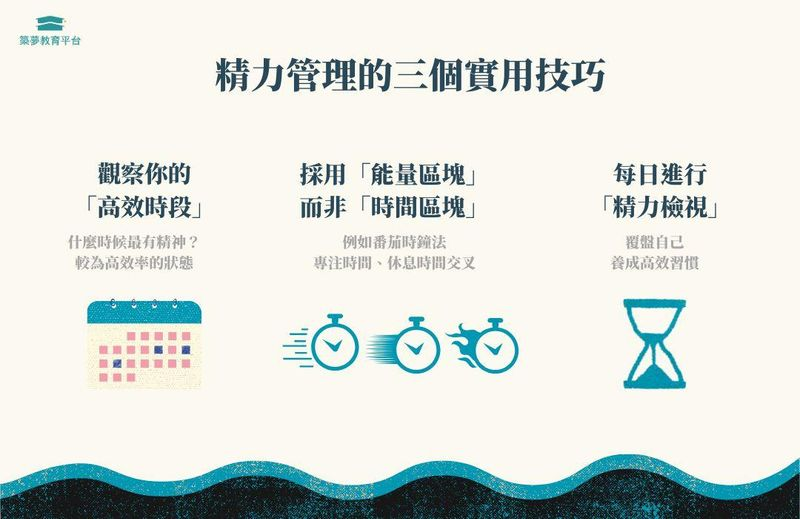 築夢教育平台
精力管理的三個實用技巧
觀察你的
「高效時段」
什麼時候最有精神？
較為高效率的狀態
採用「能量區塊」
而非「時間區塊」
例如番茄時鐘法
專注時間、休息時間交叉
每日進行
「精力檢視」
覆盤自己
養成高效習慣